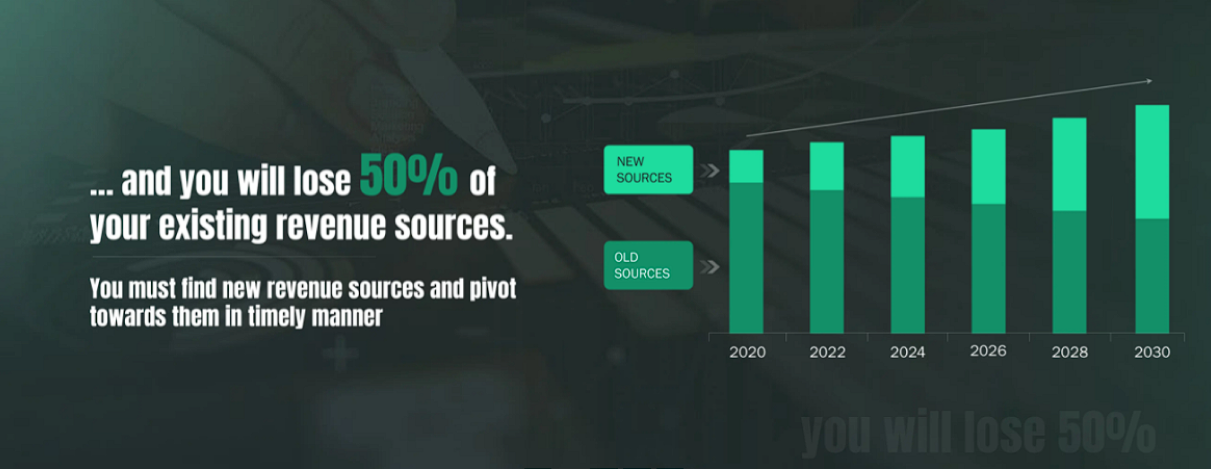 ... and you will lose 50% of
your existing revenue sources.
You must find new revenue sources and pivot
towards them in timely manner
NEW
SOURCES
OLD
SOURCES
2020 2022 2024 2026 2028 2030
you will lose 50%